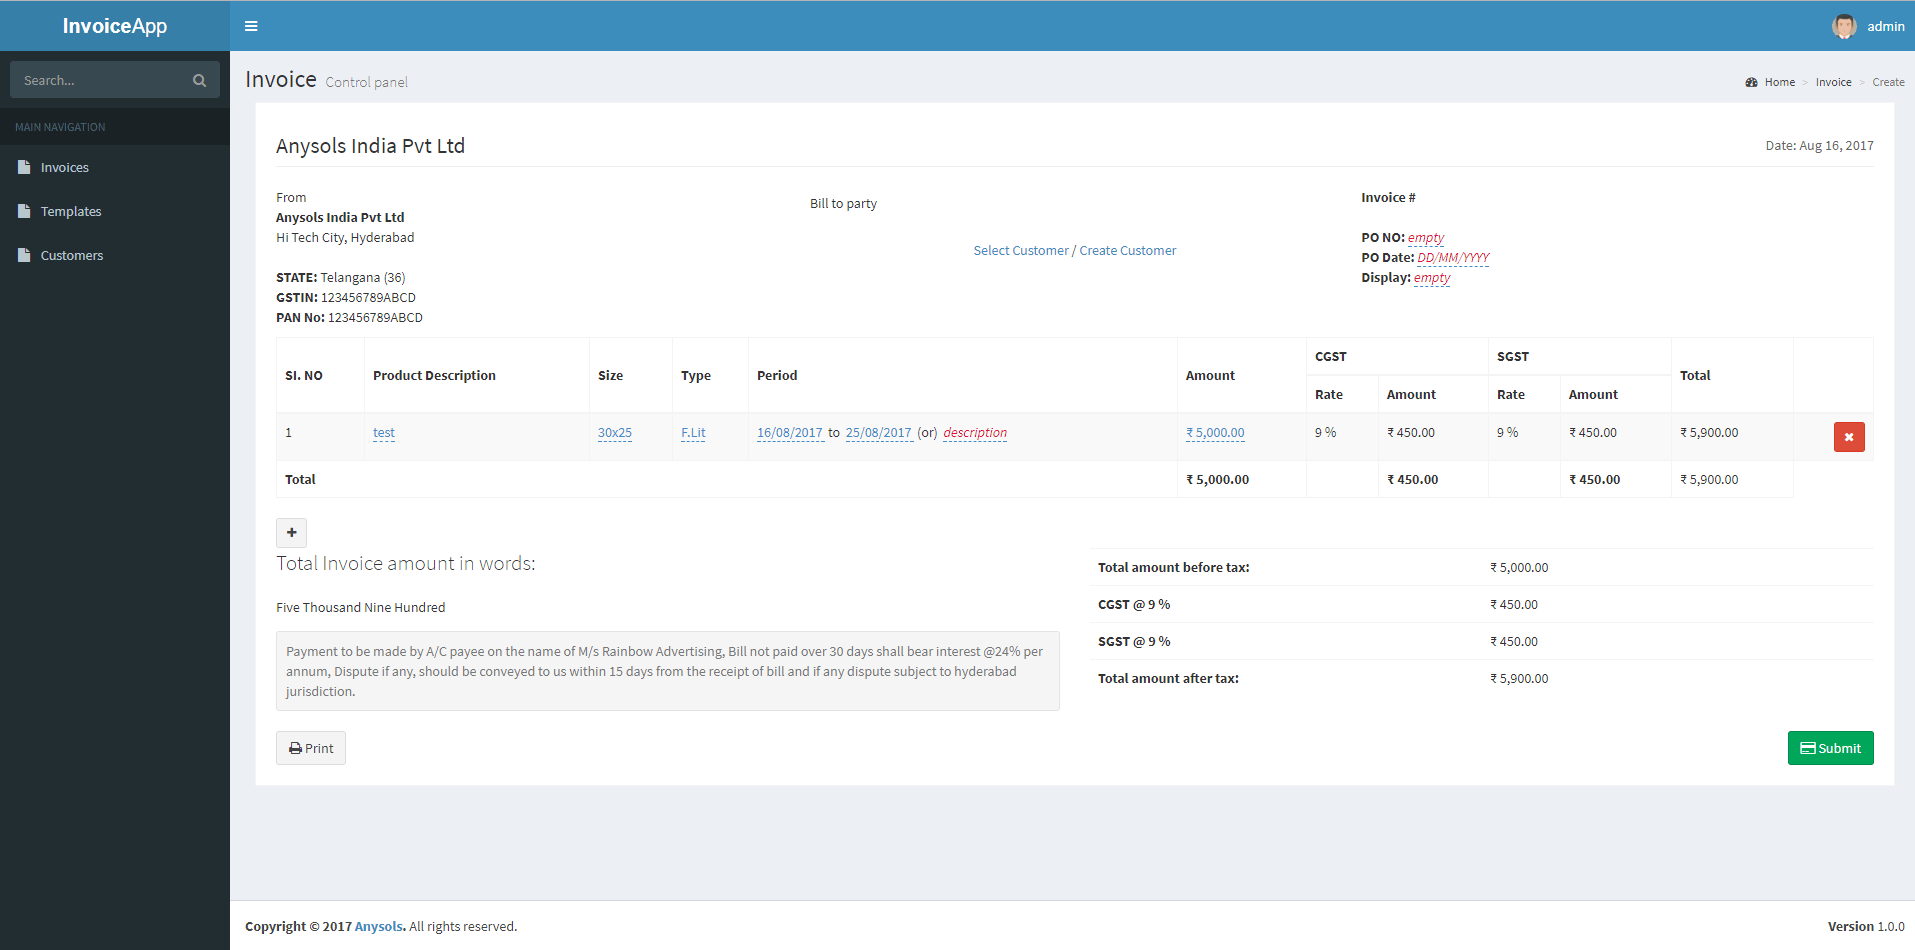 InvoiceApp
admin
Search...
MAIN NAVIGATION
Invoices
Templates
Customers
Invoice Control panel
Home > Invoice > Create
Anysols India Pvt Ltd
Date: Aug 16, 2017
From
Anysols India Pvt Ltd
Hi Tech City, Hyderabad
STATE: Telangana (36)
GSTIN: 123456789ABCD
PAN No: 123456789ABCD
Bill to party
Select Customer / Create Customer
Invoice #
PO NO: empty
PO Date: DD/MM/YYYY
Display: empty
SI. NO Product Description Size Type Period Amount CGST SGST Total
Rate Amount Rate Amount
1 test 30x25 F.Lit 16/08/2017 to 25/08/2017 (or) description ₹ 5,000.00 9 % ₹ 450.00 9 % ₹ 450.00 ₹ 5,900.00
Total ₹ 5,000.00 ₹ 450.00 ₹ 450.00 ₹ 5,900.00
Total Invoice amount in words:
Five Thousand Nine Hundred
Payment to be made by A/C payee on the name of M/s Rainbow Advertising, Bill not paid over 30 days shall bear interest @24% per
annum, Dispute if any, should be conveyed to us within 15 days from the receipt of bill and if any dispute subject to hyderabad
jurisdiction.
Total amount before tax: ₹ 5,000.00
CGST @ 9 % ₹ 450.00
SGST @ 9 % ₹ 450.00
Total amount after tax: ₹ 5,900.00
Print
Submit
Copyright © 2017 Anysols. All rights reserved.
Version 1.0.0